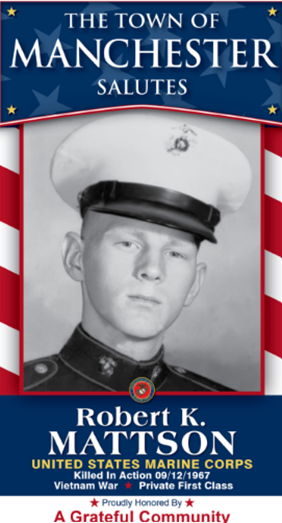 THE TOWN OF
MANCHESTER
SALUTES
Robert K.
MATTSON
UNITED STATES MARINE CORPS
Killed In Action 09/12/1967
Vietnam War ★ Private First Class
★ Proudly Honored By ★
A Grateful Community